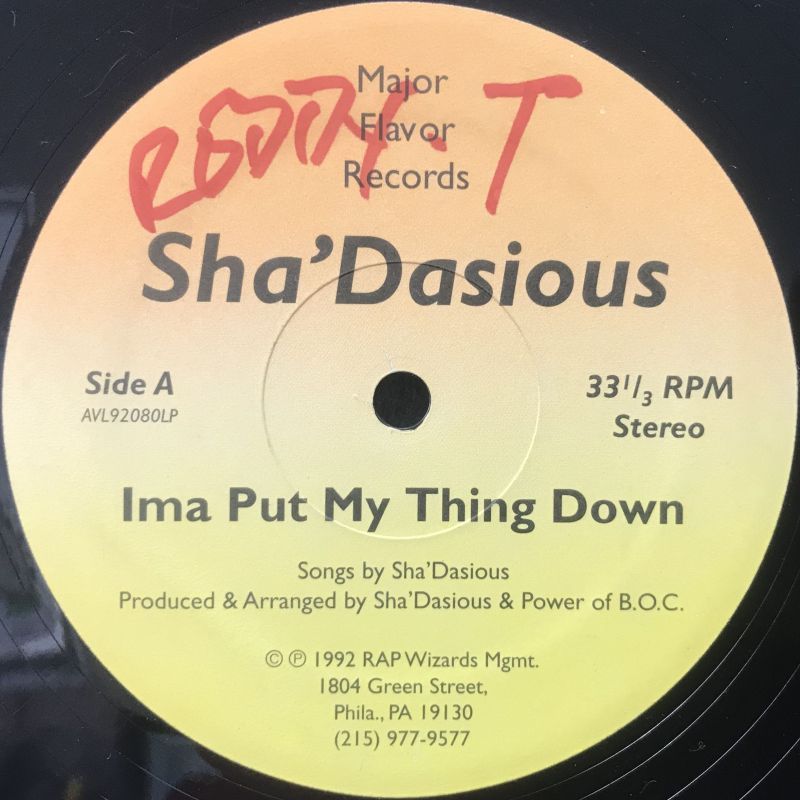 Major
Flavor
Records
Sha'Dasious
Side A
AVL92080LP
33 1/3 RPM
Stereo
Ima Put My Thing Down
Songs by Sha'Dasious
Produced & Arranged by Sha'Dasious & Power of B.O.C.
© ℗ 1992 RAP Wizards Mgmt.
1804 Green Street,
Phila., PA 19130
(215) 977-9577